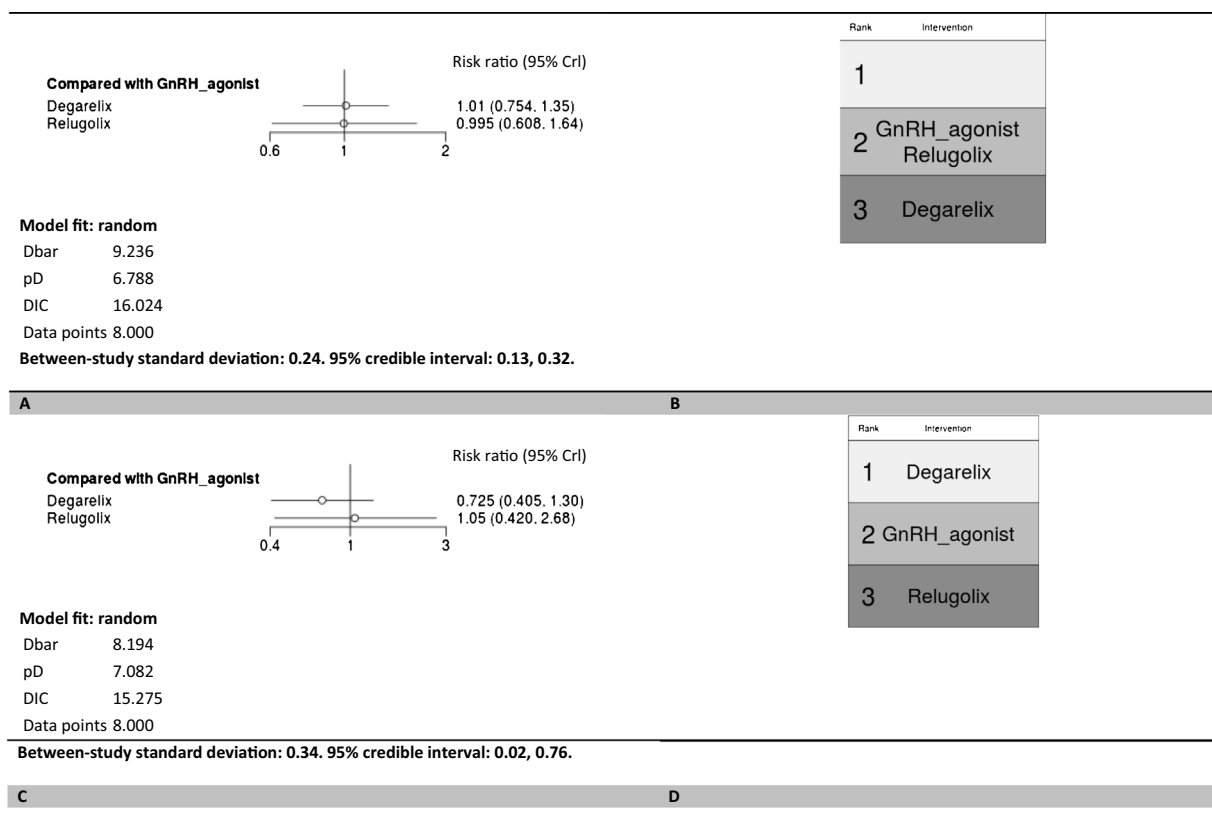 Risk ratio (95% Crl)
Compared with GnRH_agonist
Degarelix 1.01 (0.754. 1.35)
Relugolix 0.995 (0.608. 1.64)
0.6 1 2
Model fit: random
Dbar 9.236
pD 6.788
DIC 16.024
Data points 8.000
Between-study standard deviation: 0.24. 95% credible interval: 0.13, 0.32.
Rank Intervention
1
2 GnRH_agonist
Relugolix
3 Degarelix
A B
Risk ratio (95% Crl)
Compared with GnRH_agonist
Degarelix 0.725 (0.405. 1.30)
Relugolix 1.05 (0.420. 2.68)
0.4 1 3
Model fit: random
Dbar 8.194
pD 7.082
DIC 15.275
Data points 8.000
Between-study standard deviation: 0.34. 95% credible interval: 0.02, 0.76.
Rank Intervention
1 Degarelix
2 GnRH_agonist
3 Relugolix
C D